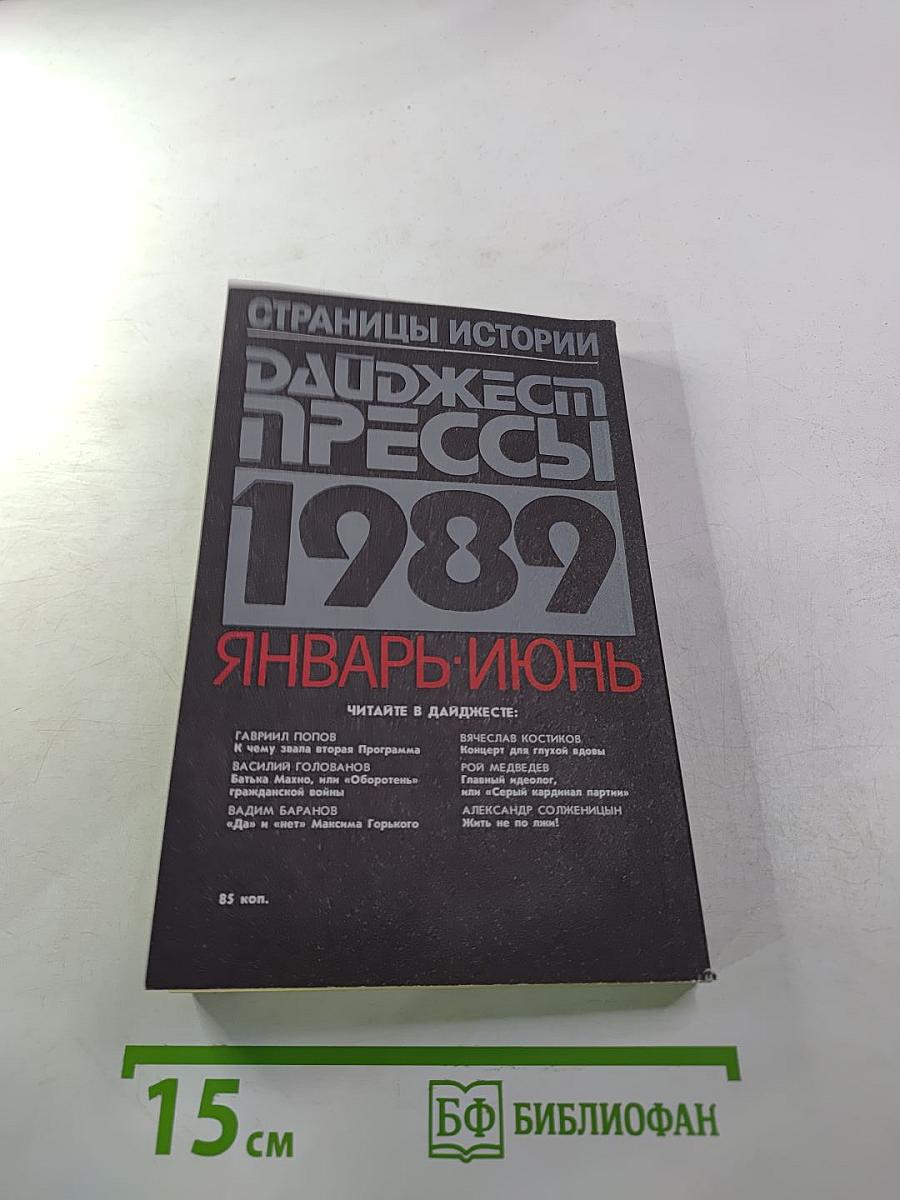 СТРАНИЦЫ ИСТОРИИ
ДАЙДЖЕСТ
ПРЕССЫ
1989
ЯНВАРЬ·ИЮНЬ
ЧИТАЙТЕ В ДАЙДЖЕСТЕ:
ГАВРИИЛ ПОПОВ
К чему звала вторая Программа
ВАСИЛИЙ ГОЛОВАНОВ
Батька Махно, или «Оборотень»
гражданской войны
ВАДИМ БАРАНОВ
«Да» и «нет» Максима Горького
ВЯЧЕСЛАВ КОСТИКОВ
Концерт для глухой вдовы
РОЙ МЕДВЕДЕВ
Главный идеолог,
или «Серый кардинал партии»
АЛЕКСАНДР СОЛЖЕНИЦЫН
Жить не по лжи!
85 коп.
15 см
БФ БИБЛИОФАН